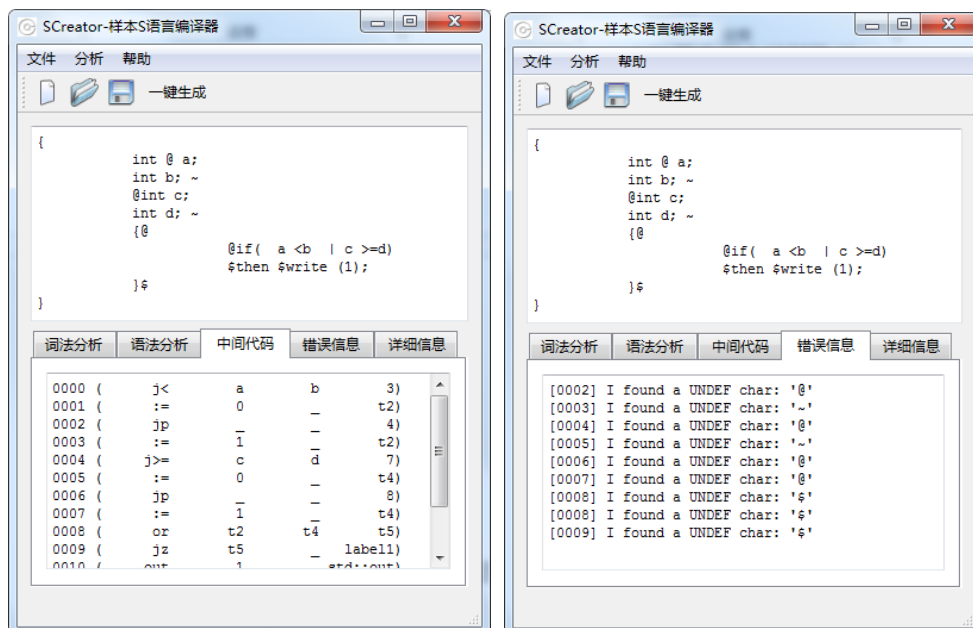 SCreator-样本S语言编译器
文件 分析 帮助
一键生成
{
int @ a;
int b; ~
@int c;
int d; ~
{@
@if(  a <b  | c >=d)
$then $write (1);
}$
}
词法分析 语法分析 中间代码 错误信息 详细信息
0000 ( j< a b 3)
0001 ( := 0 _ t2)
0002 ( jp _ _ 4)
0003 ( := 1 _ t2)
0004 ( j>= c d 7)
0005 ( := 0 _ t4)
0006 ( jp _ _ 8)
0007 ( := 1 _ t4)
0008 ( or t2 t4 t5)
0009 ( jz t5 _ label1)
0010 ( out 1 std::out)
SCreator-样本S语言编译器
文件 分析 帮助
一键生成
{
int @ a;
int b; ~
@int c;
int d; ~
{@
@if(  a <b  | c >=d)
$then $write (1);
}$
}
词法分析 语法分析 中间代码 错误信息 详细信息
[0002] I found a UNDEF char: '@'
[0003] I found a UNDEF char: '~'
[0004] I found a UNDEF char: '@'
[0005] I found a UNDEF char: '~'
[0006] I found a UNDEF char: '@'
[0007] I found a UNDEF char: '@'
[0008] I found a UNDEF char: '$'
[0008] I found a UNDEF char: '$'
[0009] I found a UNDEF char: '$'